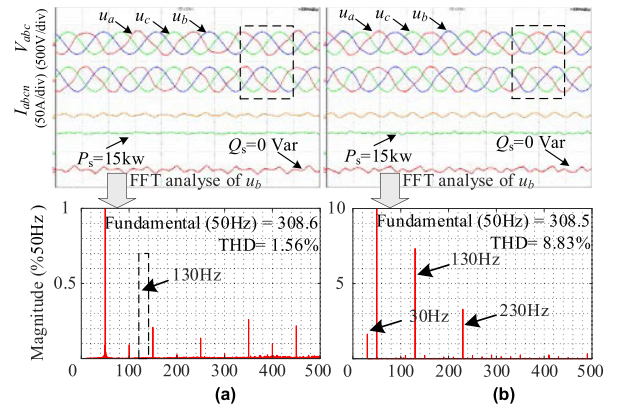 u_a u_c u_b
u_a u_c u_b
V_abc
(500V/div)
I_abcn
(50A/div)
P_s=15kw
Q_s=0 Var
P_s=15kw
Q_s=0 Var
FFT analyse of u_b
FFT analyse of u_b
Magnitude (%50Hz)
1
0.5
Fundamental (50Hz) = 308.6
THD= 1.56%
130Hz
0 100 200 300 400 500
(a)
10
5
Fundamental (50Hz) = 308.5
THD= 8.83%
130Hz
30Hz
230Hz
0 100 200 300 400 500
(b)